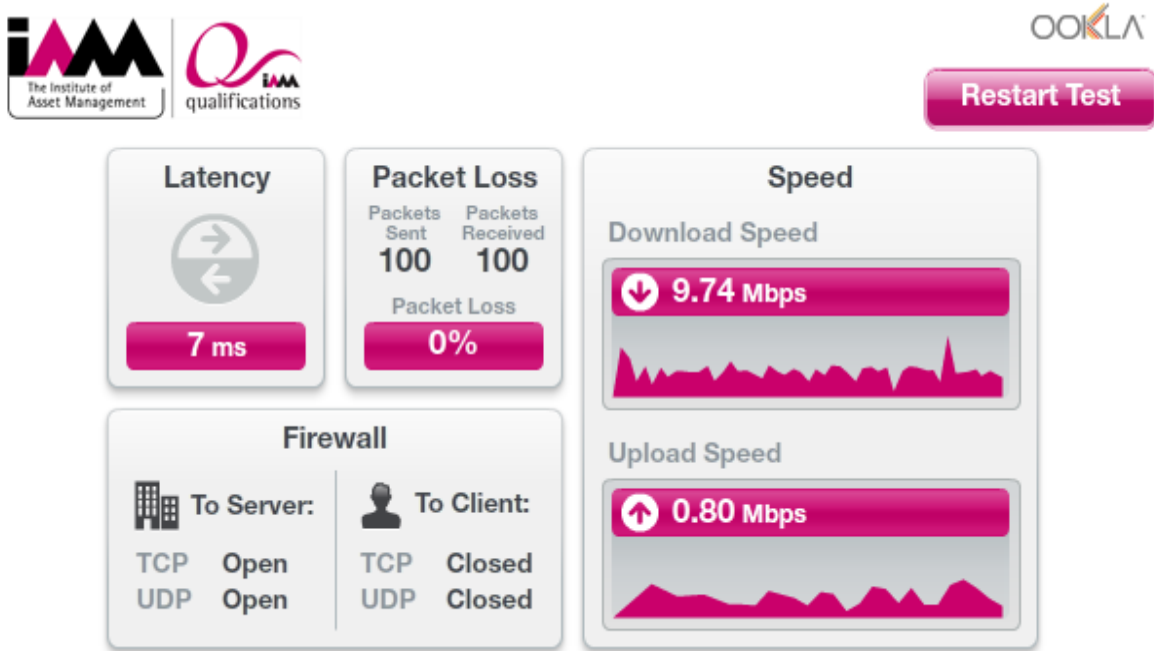 iAM
The Institute of
Asset Management
iAM
qualifications
OOKLA
Restart Test
Latency
7 ms
Packet Loss
Packets Sent
Packets Received
100 100
Packet Loss
0%
Speed
Download Speed
9.74 Mbps
Upload Speed
0.80 Mbps
Firewall
To Server:
TCP Open
UDP Open
To Client:
TCP Closed
UDP Closed